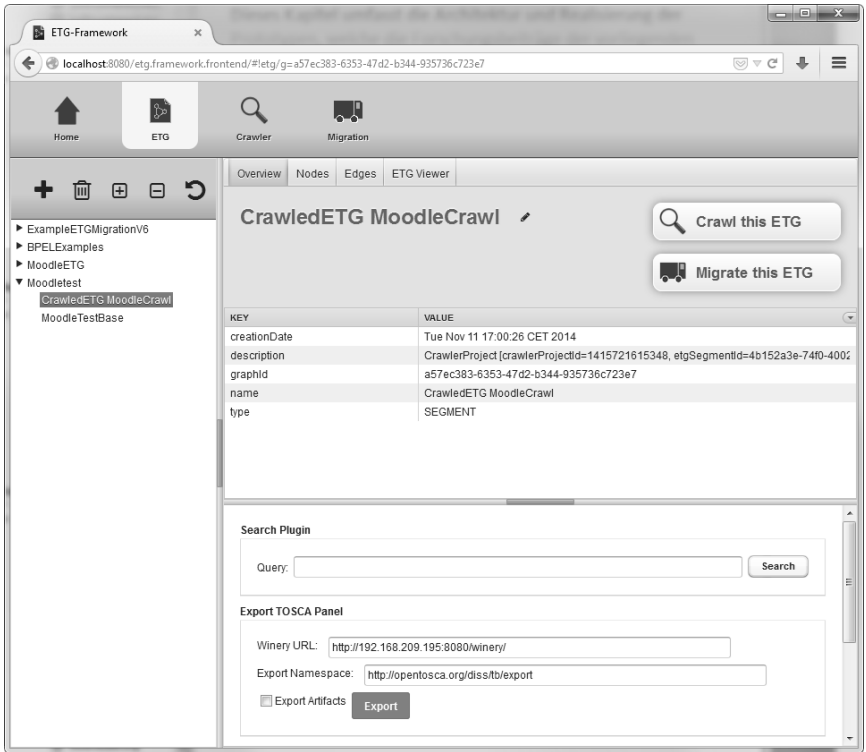 ETG-Framework ×
localhost:8080/etg.framework.frontend/#!etg/g=a57ec383-6353-47d2-b344-935736c723e7
Home ETG Crawler Migration
Overview Nodes Edges ETG Viewer
CrawledETG MoodleCrawl
Crawl this ETG
Migrate this ETG
ExampleETGMigrationV6
BPELExamples
MoodleETG
Moodletest
CrawledETG MoodleCrawl
MoodleTestBase
KEY VALUE
creationDate Tue Nov 11 17:00:26 CET 2014
description CrawlerProject [crawlerProjectId=1415721615348, etgSegmentId=4b152a3e-74f0-4002
graphId a57ec383-6353-47d2-b344-935736c723e7
name CrawledETG MoodleCrawl
type SEGMENT
Search Plugin
Query: Search
Export TOSCA Panel
Winery URL: http://192.168.209.195:8080/winery/
Export Namespace: http://opentosca.org/diss/tb/export
Export Artifacts Export